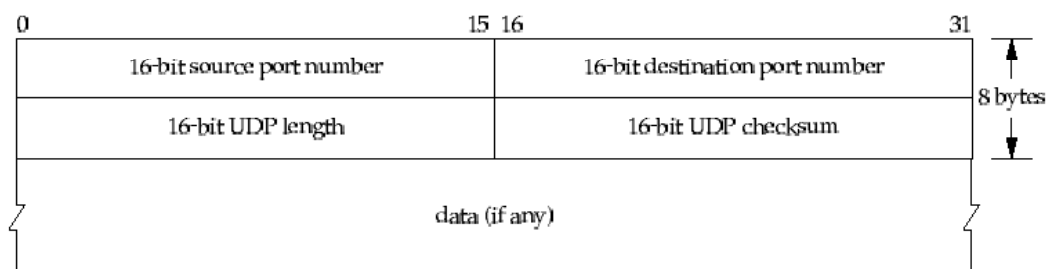 0 15 16 31
16-bit source port number 16-bit destination port number
8 bytes
16-bit UDP length 16-bit UDP checksum
data (if any)